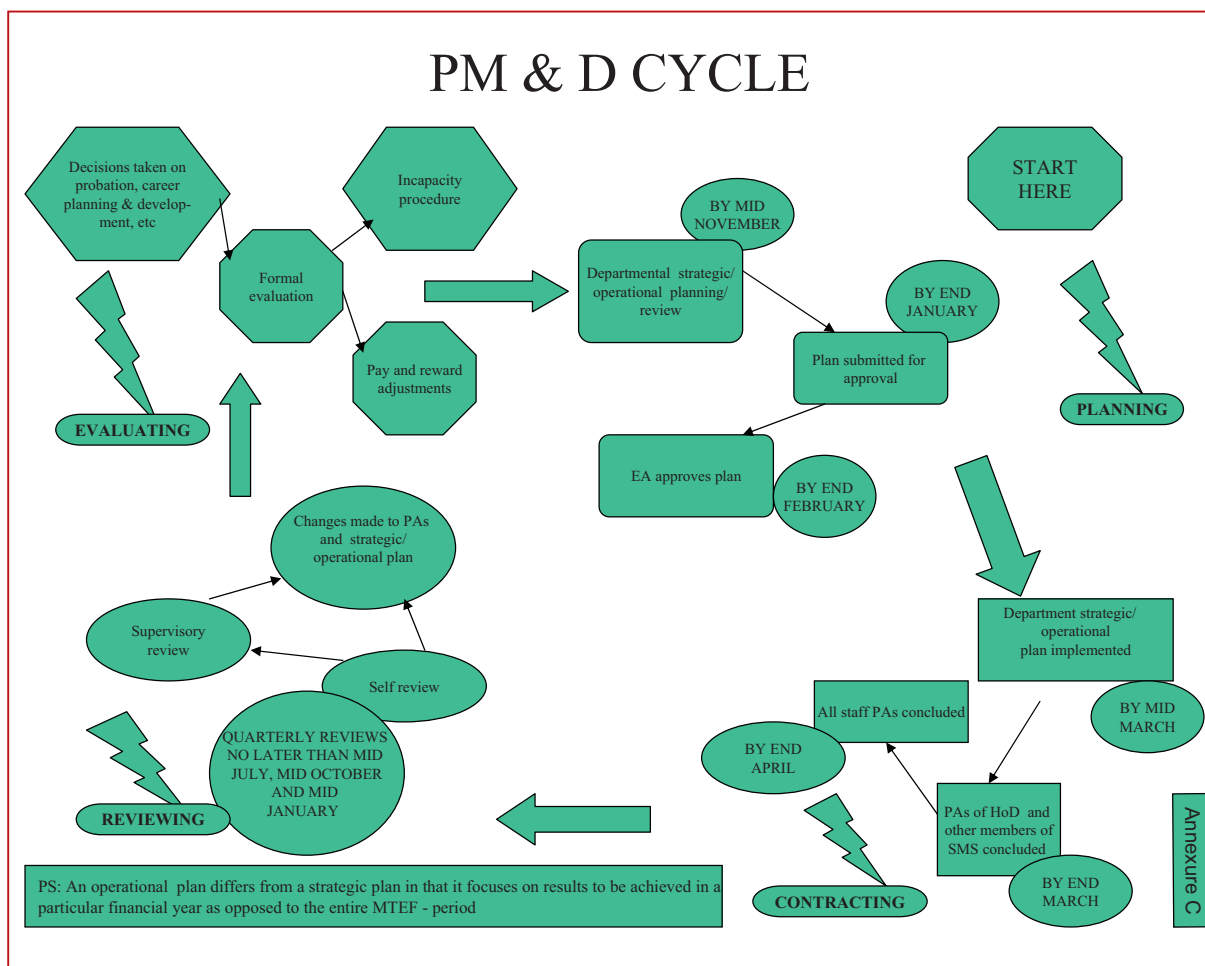 PM & D CYCLE
Decisions taken on
probation, career
planning & develop-
ment, etc
Incapacity
procedure
Formal
evaluation
Pay and reward
adjustments
EVALUATING
BY MID
NOVEMBER
Departmental strategic/
operational planning/
review
BY END
JANUARY
Plan submitted for
approval
EA approves plan
BY END
FEBRUARY
START
HERE
PLANNING
Department strategic/
operational
plan implemented
BY MID
MARCH
All staff PAs concluded
BY END
APRIL
PAs of HoD and
other members of
SMS concluded
BY END
MARCH
CONTRACTING
Changes made to PAs
and strategic/
operational plan
Supervisory
review
Self review
QUARTERLY REVIEWS
NO LATER THAN MID
JULY, MID OCTOBER
AND MID
JANUARY
REVIEWING
PS: An operational plan differs from a strategic plan in that it focuses on results to be achieved in a
particular financial year as opposed to the entire MTEF - period
Annexure C